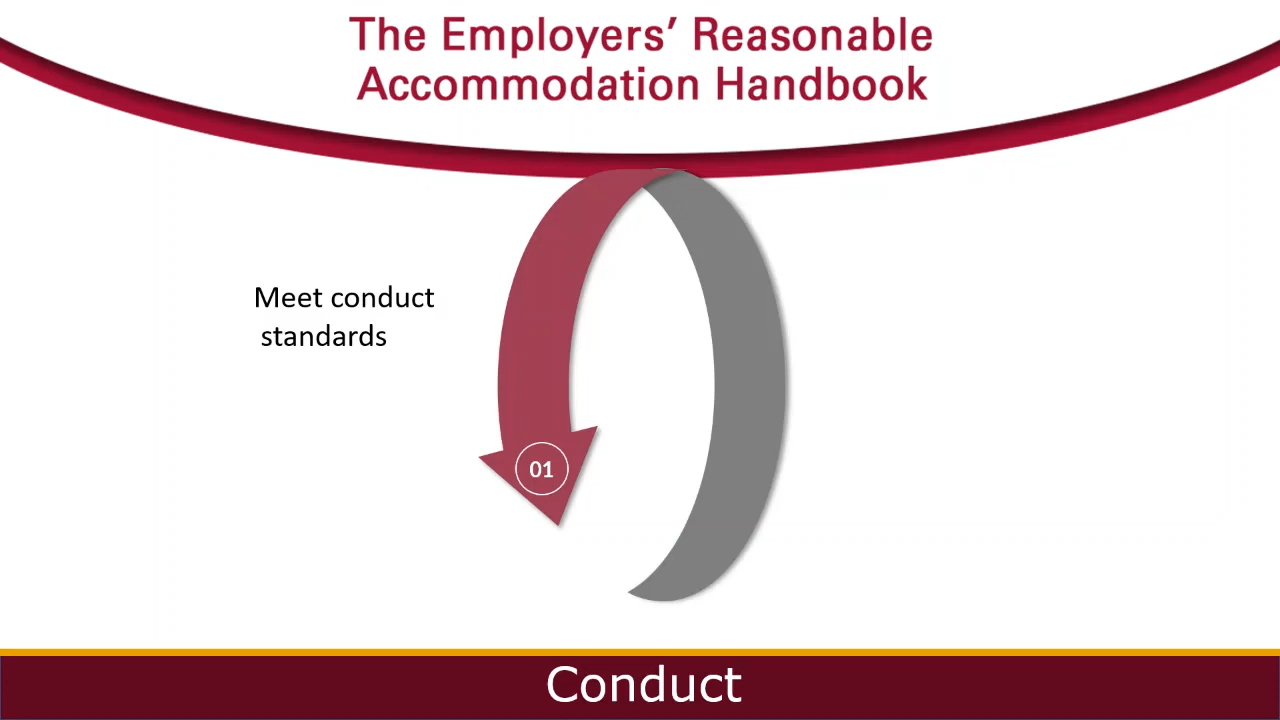 The Employers’ Reasonable
Accommodation Handbook
Meet conduct
standards
01
Conduct